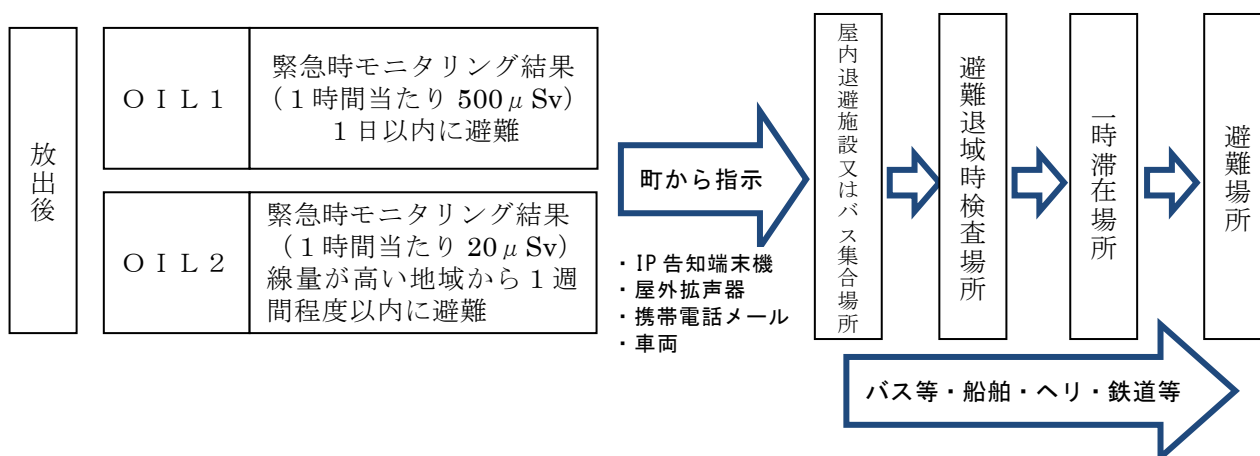 放出後
ＯＩＬ１
緊急時モニタリング結果
（１時間当たり 500μSv）
１日以内に避難
ＯＩＬ２
緊急時モニタリング結果
（１時間当たり 20μSv）
線量が高い地域から１週
間程度以内に避難
町から指示
・IP 告知端末機
・屋外拡声器
・携帯電話メール
・車両
屋内退避施設又はバス集合場所
避難退域時検査場所
一時滞在場所
避難場所
バス等・船舶・ヘリ・鉄道等